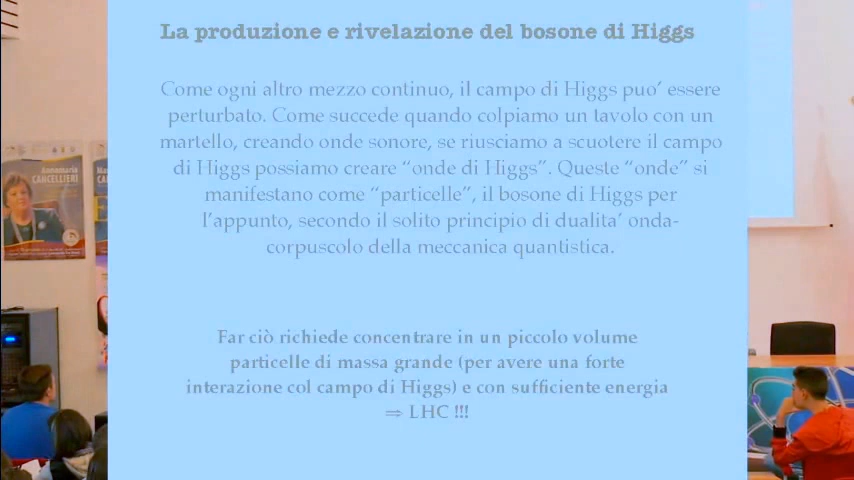 La produzione e rivelazione del bosone di Higgs
Come ogni altro mezzo continuo, il campo di Higgs puo' essere
perturbato. Come succede quando colpiamo un tavolo con un
martello, creando onde sonore, se riusciamo a scuotere il campo
di Higgs possiamo creare "onde di Higgs". Queste "onde" si
manifestano come "particelle", il bosone di Higgs per
l'appunto, secondo il solito principio di dualita' onda-
corpuscolo della meccanica quantistica.
Far ciò richiede concentrare in un piccolo volume
particelle di massa grande (per avere una forte
interazione col campo di Higgs) e con sufficiente energia
⇒ LHC !!!
Annamaria
CANCELLIERI